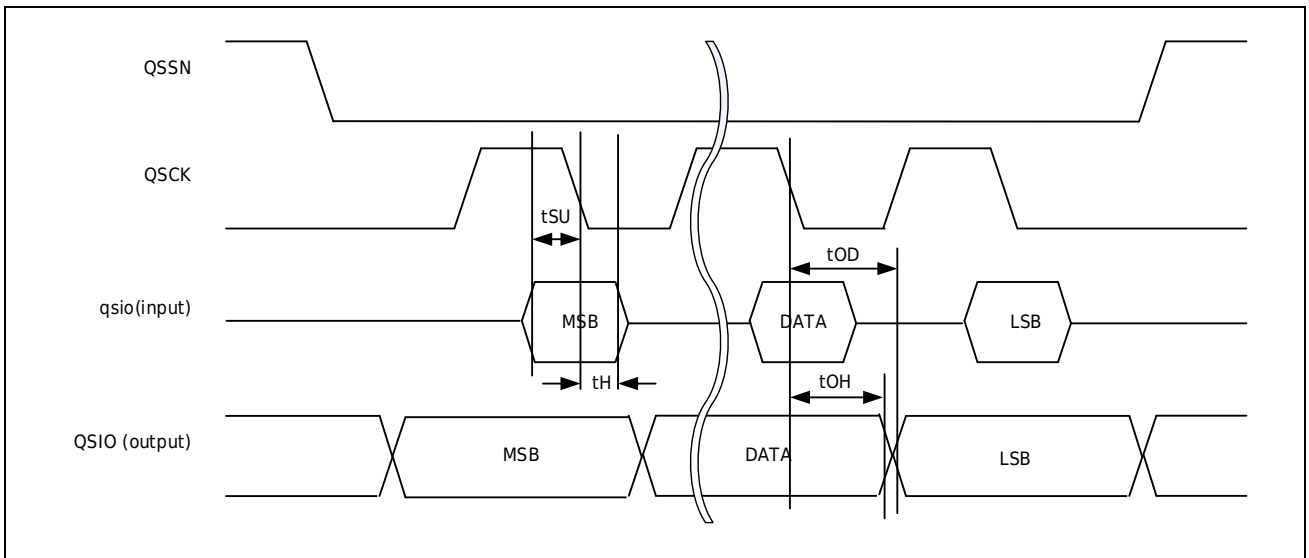 QSSN
QSCK
tSU
tOD
qsio(input)
MSB
DATA
LSB
tH
tOH
QSIO (output)
MSB
DATA
LSB